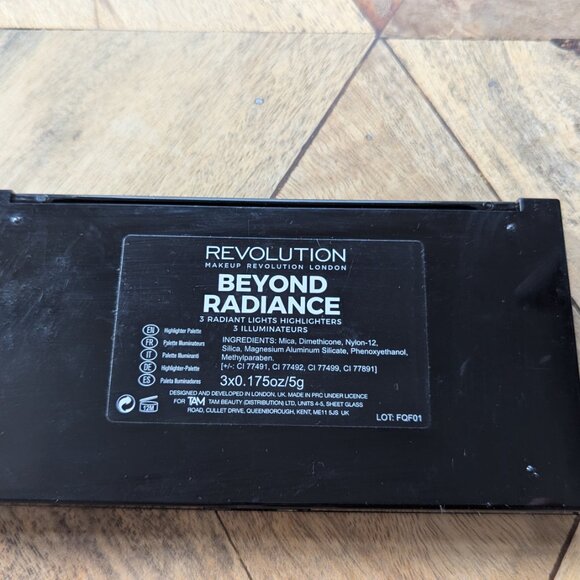 REVOLUTION
MAKEUP REVOLUTION LONDON
BEYOND
RADIANCE
3 RADIANT LIGHTS HIGHLIGHTERS
3 ILLUMINATEURS
EN Highlighter Palette
FR Palette Illuminateurs
IT Palette Illuminanti
DE Highlighter-Palette
ES Paleta Iluminadores
INGREDIENTS: Mica, Dimethicone, Nylon-12,
Silica, Magnesium Aluminum Silicate, Phenoxyethanol,
Methylparaben.
[+/-: CI 77491, CI 77492, CI 77499, CI 77891]
3x0.175oz/5g
12M
DESIGNED AND DEVELOPED IN LONDON, UK. MADE IN PRC UNDER LICENCE
FOR TAM TAM BEAUTY (DISTRIBUTION) LTD, UNITS 4-5, SHEET GLASS
ROAD, CULLET DRIVE, QUEENBOROUGH, KENT, ME11 5JS UK
LOT: FQF01